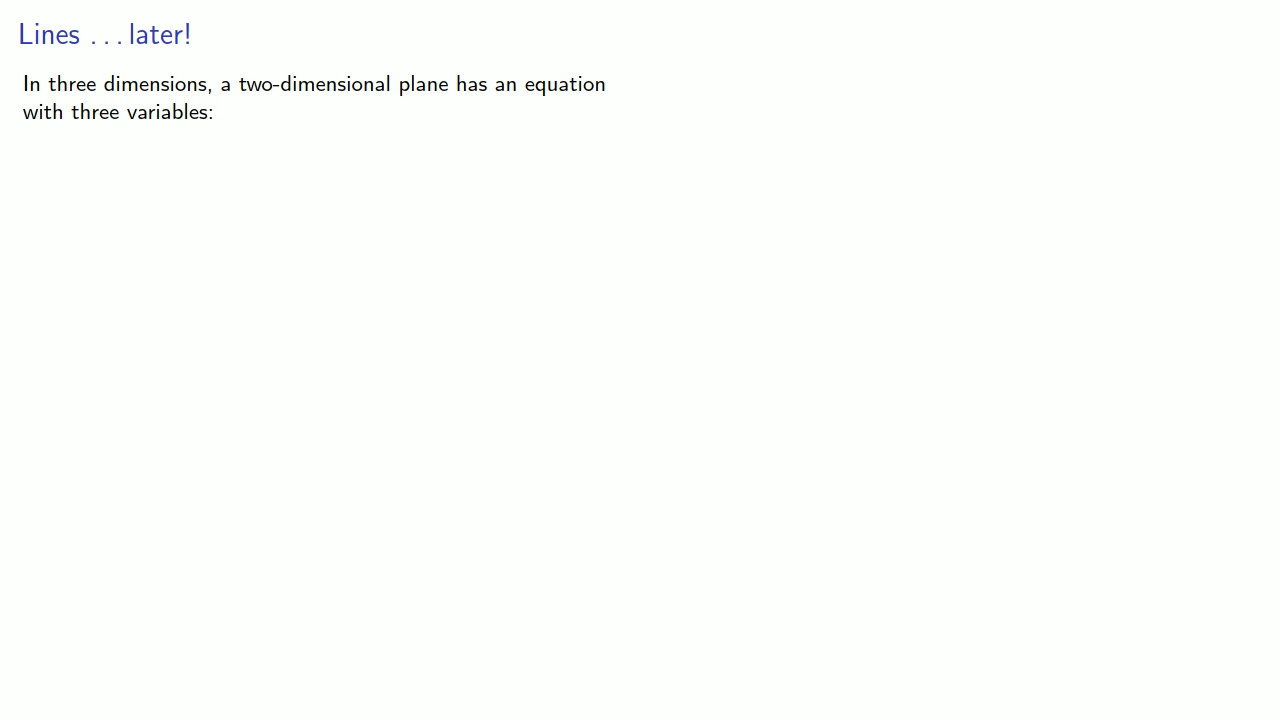 Lines . . . later!
In three dimensions, a two-dimensional plane has an equation
with three variables: